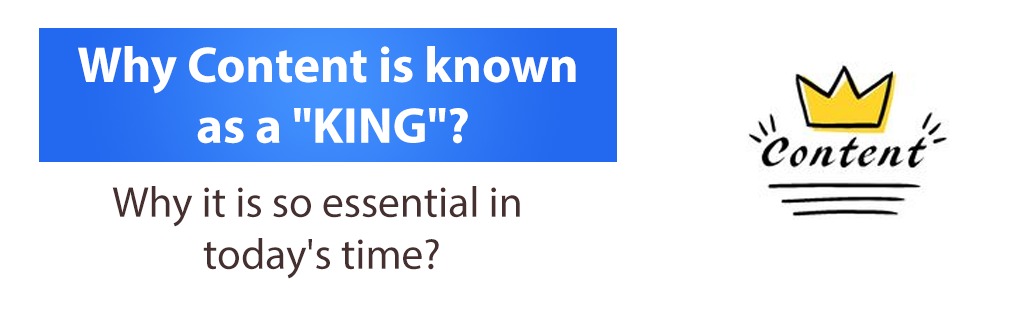 Why Content is known
as a "KING"?
Why it is so essential in
today's time?
Content